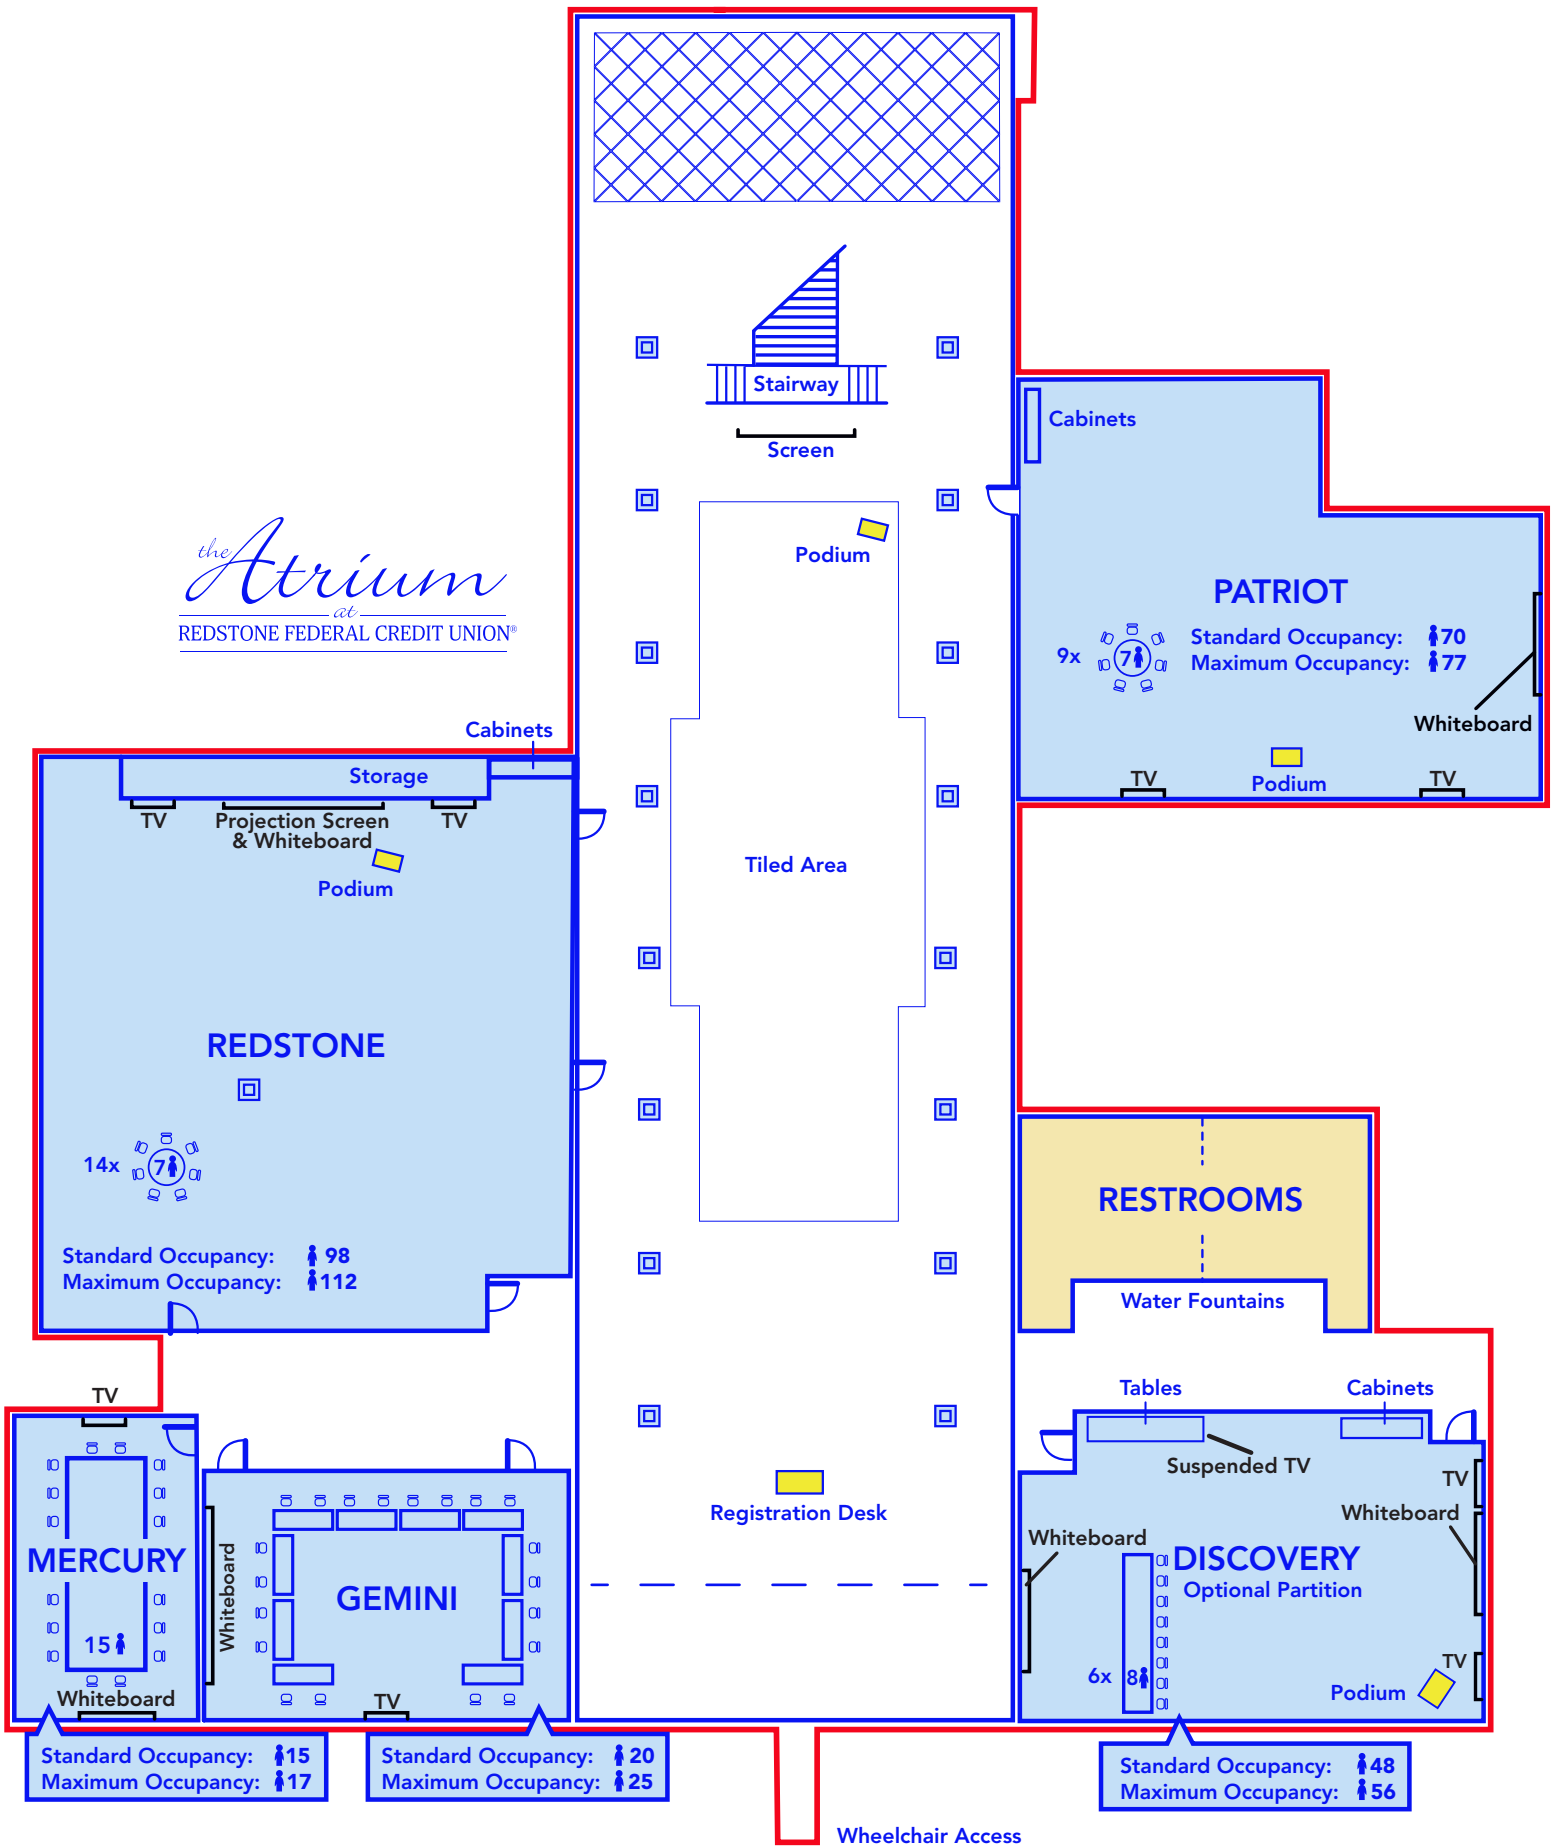 Stairway
Screen
Podium
Tiled Area
Registration Desk
the Atrium
at
REDSTONE FEDERAL CREDIT UNION®
Cabinets
PATRIOT
9x
7
Standard Occupancy: 70
Maximum Occupancy: 77
Whiteboard
TV
Podium
TV
Cabinets
Storage
TV
Projection Screen
& Whiteboard
TV
Podium
REDSTONE
14x
7
Standard Occupancy: 98
Maximum Occupancy: 112
RESTROOMS
Water Fountains
TV
MERCURY
15
Whiteboard
Standard Occupancy: 15
Maximum Occupancy: 17
Whiteboard
GEMINI
TV
Standard Occupancy: 20
Maximum Occupancy: 25
Tables
Cabinets
Suspended TV
TV
Whiteboard
Whiteboard
DISCOVERY
Optional Partition
6x
8
TV
Podium
Standard Occupancy: 48
Maximum Occupancy: 56
Wheelchair Access